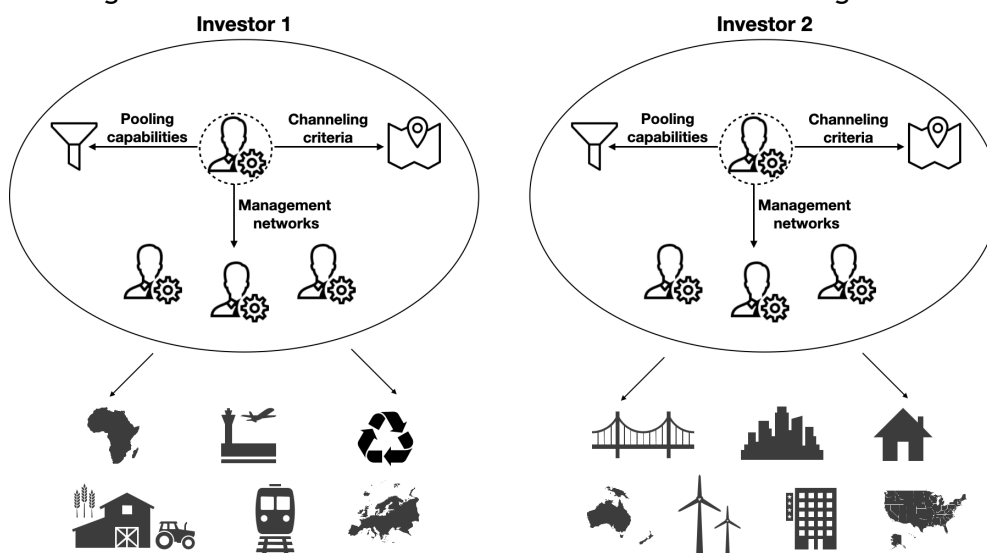 Investor 1
Investor 2
Pooling
capabilities
Channeling
criteria
Management
networks
Pooling
capabilities
Channeling
criteria
Management
networks